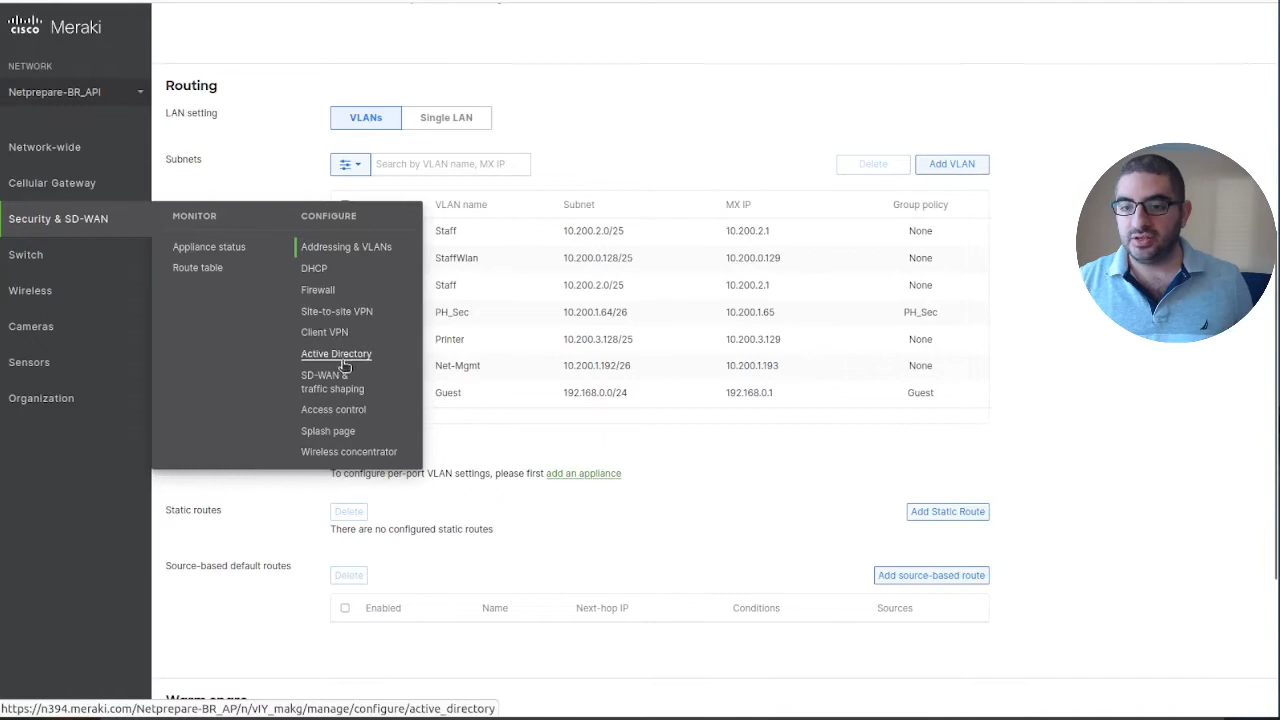 cisco Meraki
NETWORK
Netprepare-BR_API
Network-wide
Cellular Gateway
Security & SD-WAN
Switch
Wireless
Cameras
Sensors
Organization
MONITOR
Appliance status
Route table
CONFIGURE
Addressing & VLANs
DHCP
Firewall
Site-to-site VPN
Client VPN
Active Directory
SD-WAN &
traffic shaping
Access control
Splash page
Wireless concentrator
Routing
LAN setting
VLANs Single LAN
Subnets
Search by VLAN name, MX IP
Delete Add VLAN
VLAN name Subnet MX IP Group policy
Staff 10.200.2.0/25 10.200.2.1 None
StaffWlan 10.200.0.128/25 10.200.0.129 None
Staff 10.200.2.0/25 10.200.2.1 None
PH_Sec 10.200.1.64/26 10.200.1.65 PH_Sec
Printer 10.200.3.128/25 10.200.3.129 None
Net-Mgmt 10.200.1.192/26 10.200.1.193 None
Guest 192.168.0.0/24 192.168.0.1 Guest
To configure per-port VLAN settings, please first add an appliance
Static routes
Delete Add Static Route
There are no configured static routes
Source-based default routes
Delete Add source-based route
Enabled Name Next-hop IP Conditions Sources
Warm spare
https://n394.meraki.com/Netprepare-BR_AP/n/vIY_makg/manage/configure/active_directory